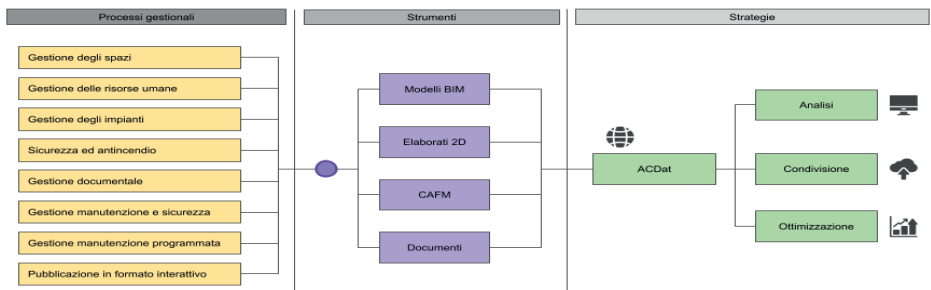 Processi gestionali
Strumenti
Strategie
Gestione degli spazi
Gestione delle risorse umane
Gestione degli impianti
Sicurezza ed antincendio
Gestione documentale
Gestione manutenzione e sicurezza
Gestione manutenzione programmata
Pubblicazione in formato interattivo
Modelli BIM
Elaborati 2D
CAFM
Documenti
ACDat
Analisi
Condivisione
Ottimizzazione